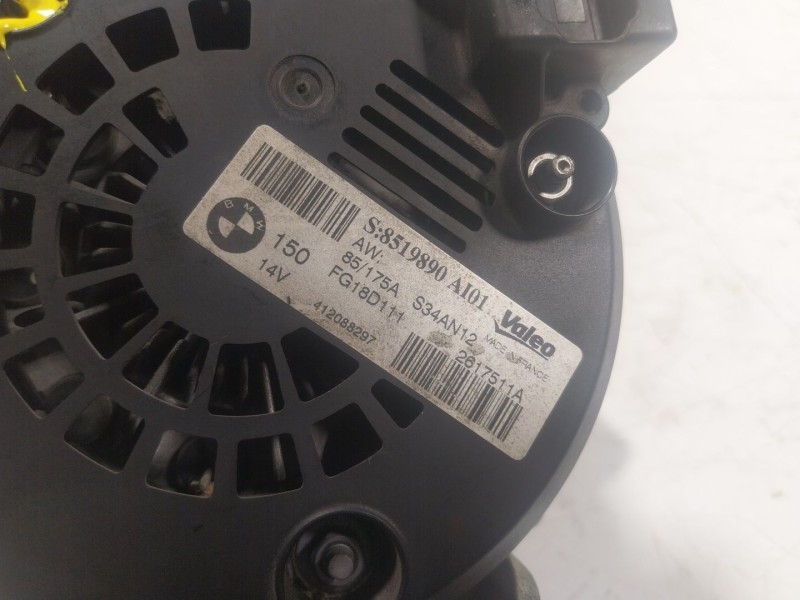 BMW
S:8519890 AI01
AW:
150 85/175A S34AN12 Valeo
14V FG18D111 MADE IN FRANCE
412088297 2617511A